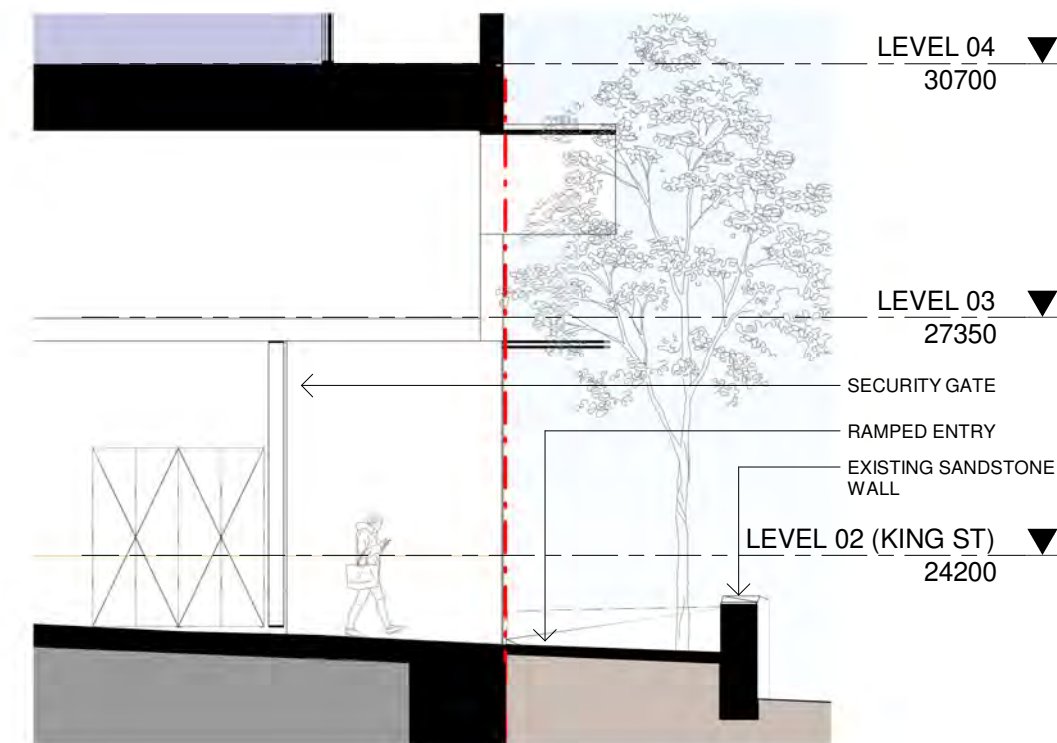 LEVEL 04
30700
LEVEL 03
27350
SECURITY GATE
RAMPED ENTRY
EXISTING SANDSTONE
WALL
LEVEL 02 (KING ST)
24200